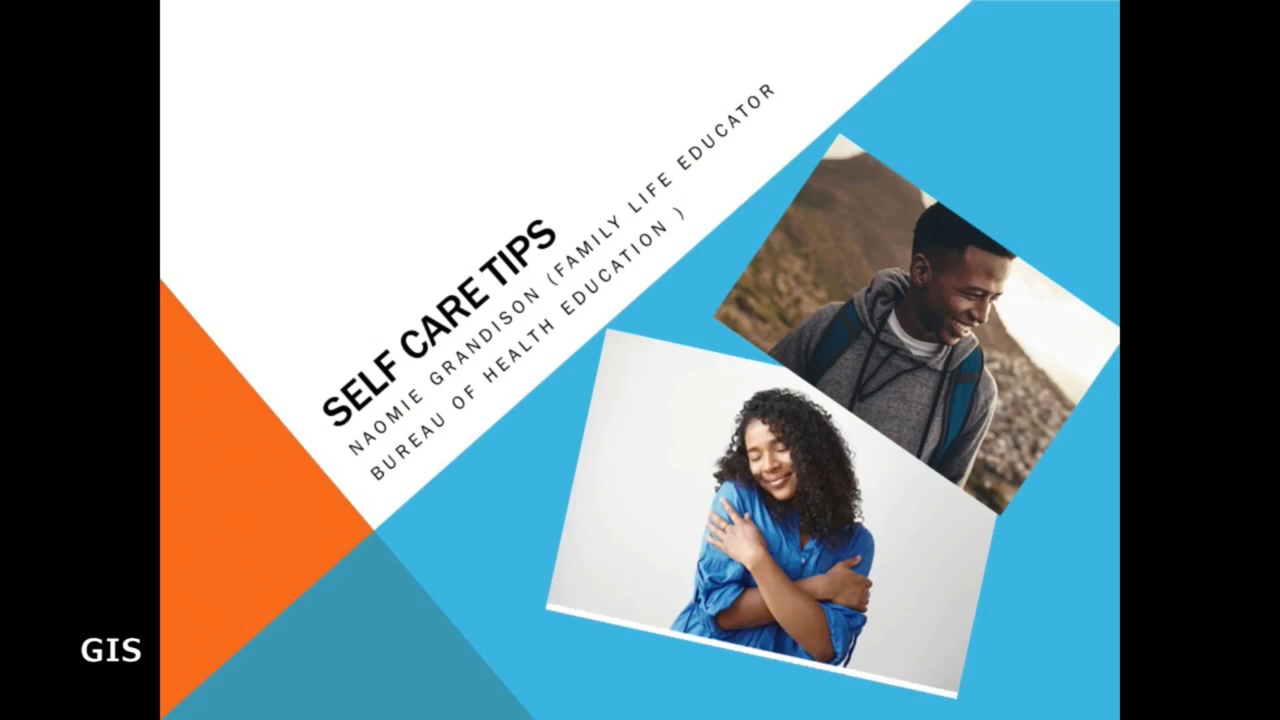 SELF CARE TIPS
NAOMIE GRANDISON (FAMILY LIFE EDUCATOR
BUREAU OF HEALTH EDUCATION )
GIS